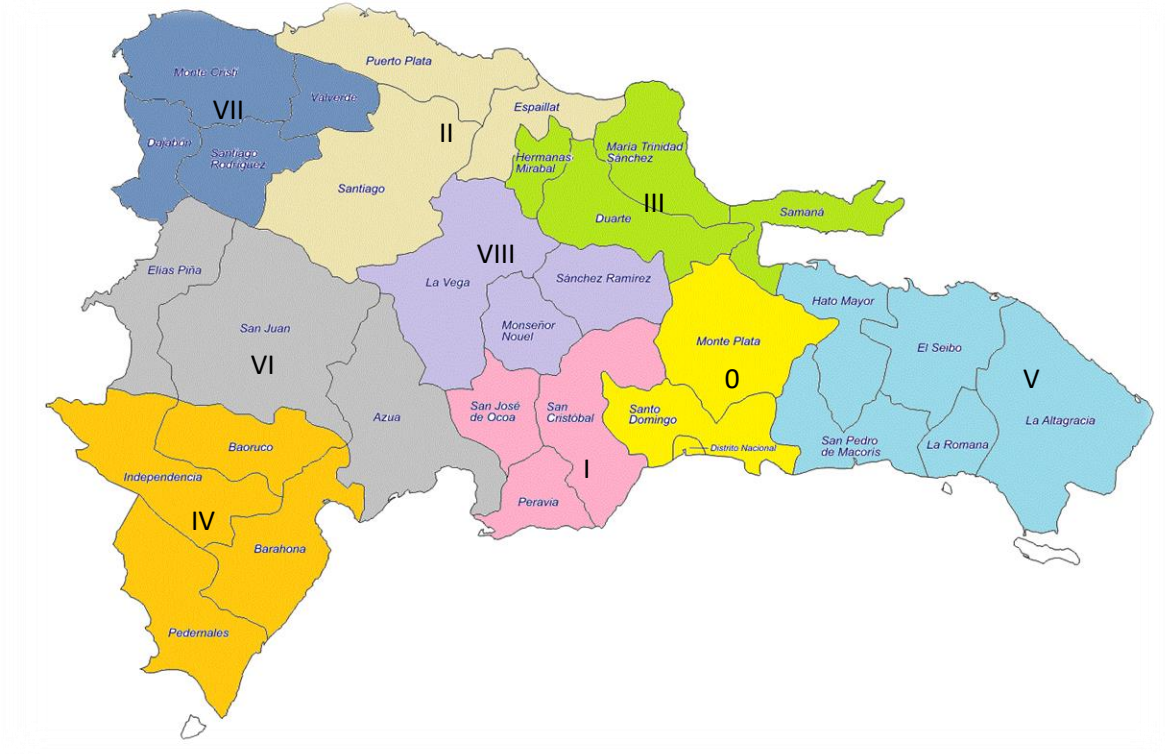 Puerto Plata
Monte Cristi
Valverde
VII
Espaillat
II
Dajabón
Santiago
Rodríguez
Hermanas
Mirabal
María Trinidad
Sánchez
Santiago
III
Duarte
Samaná
VIII
Elias Piña
La Vega
Sánchez Ramírez
Hato Mayor
San Juan
Monseñor
Nouel
Monte Plata
El Seibo
VI
0
V
San José
de Ocoa
San
Cristóbal
Santo
Domingo
Azua
La Altagracia
Baoruco
Distrito Nacional
San Pedro
de Macorís
La Romana
Independencia
I
Peravia
IV
Barahona
Pedernales